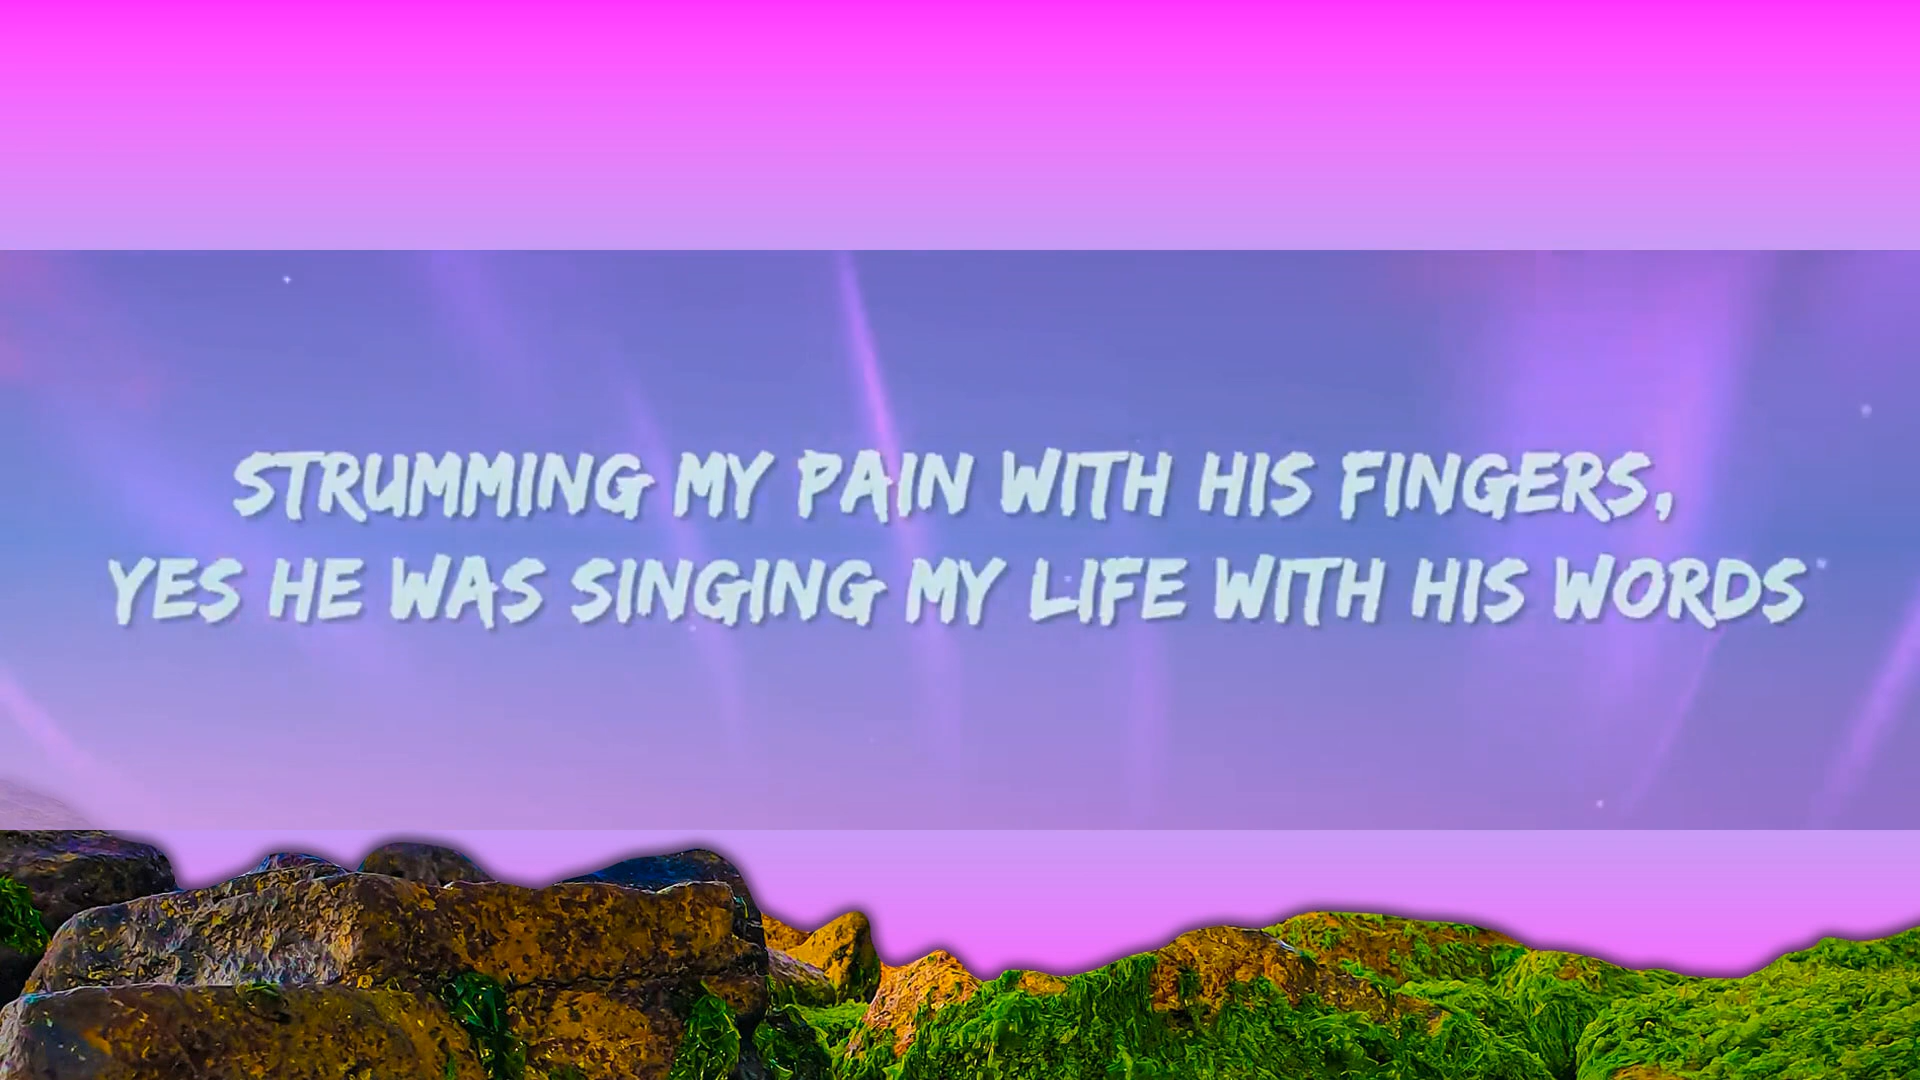 STRUMMING MY PAIN WITH HIS FINGERS,
YES HE WAS SINGING MY LIFE WITH HIS WORDS